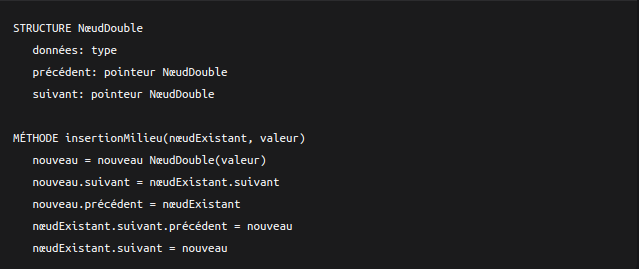 STRUCTURE NœudDouble
données: type
précédent: pointeur NœudDouble
suivant: pointeur NœudDouble
MÉTHODE insertionMilieu(nœudExistant, valeur)
nouveau = nouveau NœudDouble(valeur)
nouveau.suivant = nœudExistant.suivant
nouveau.précédent = nœudExistant
nœudExistant.suivant.précédent = nouveau
nœudExistant.suivant = nouveau